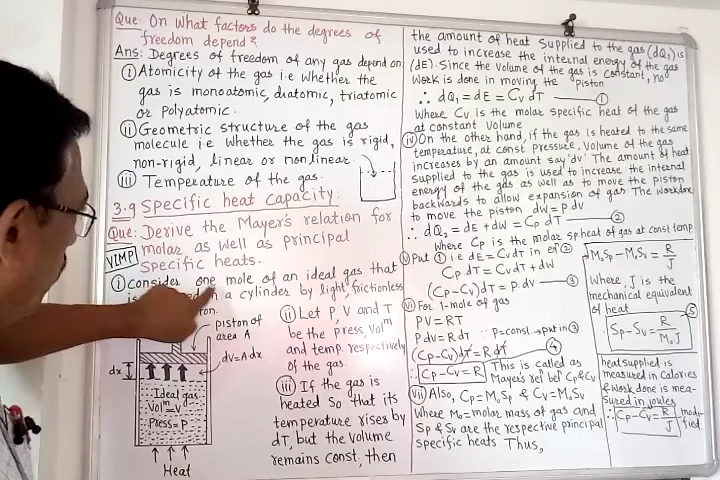 Que: On what factors do the degrees of
freedom depend?
Ans: Degrees of freedom of any gas depend on:
(i) Atomicity of the gas i.e whether the
gas is monoatomic, diatomic, triatomic
or Polyatomic.
(ii) Geometric structure of the gas
molecule i.e whether the gas is rigid,
non-rigid, linear or nonlinear.
(iii) Temperature of the gas.
3.9 Specific heat capacity:
Que: Derive the Mayer's relation for
VIMP
molar as well as principal
specific heats.
(i) Consider one mole of an ideal gas that
is in a cylinder by light, frictionless
piston of
area A
dV=Adx
dx
Ideal gas
Volm=V
Press=P
Heat
(ii) Let P, V and T
be the press, Volm
and temp. respectively
of the gas.
(iii) If the gas is
heated so that its
temperature rises by
dT, but the volume
remains const, then
the amount of heat supplied to the gas (dQ1) is
used to increase the internal energy of the gas
(dE). Since the volume of the gas is constant, no
work is done in moving the piston
∴ dQ1 = dE = CV dT — (1)
Where CV is the molar specific heat of the gas
at constant volume
(iv) On the other hand, if the gas is heated to the same
temperature, at const pressure, volume of the gas
increases by an amount say 'dv' The amount of heat
supplied to the gas is used to increase the internal
energy of the gas as well as to move the piston
backwards to allow expansion of gas The workdone
to move the piston dW = P.dV
∴ dQ2 = dE + dW = CP dT — (2)
Where CP is the molar sp heat of gas at const temp
(v) Put (1) i.e dE = CV dT in eqn (2)
CP dT = CV dT + dW
(CP-CV)dT = P.dV — (3)
(vi) For 1-mole of gas
PV = RT
P dV = R dT ∵ P=const → put in (3)
(CP-CV)dT = R dT — (4)
∴ CP-CV = R
This is called as
Mayer's rel bet CP & CV
(vii) Also, CP = M0SP & CV = M0SV
Where M0 = molar mass of gas and
SP & SV are the respective principal
specific heats Thus,
M0SP - M0SV = R/J
Where, J is the
mechanical equivalent
of heat
(5)
SP - SV = R/M0J
heat supplied is
measured in Calories
& work done is mea-
sured in joules
∴ CP-CV = R/J
modified